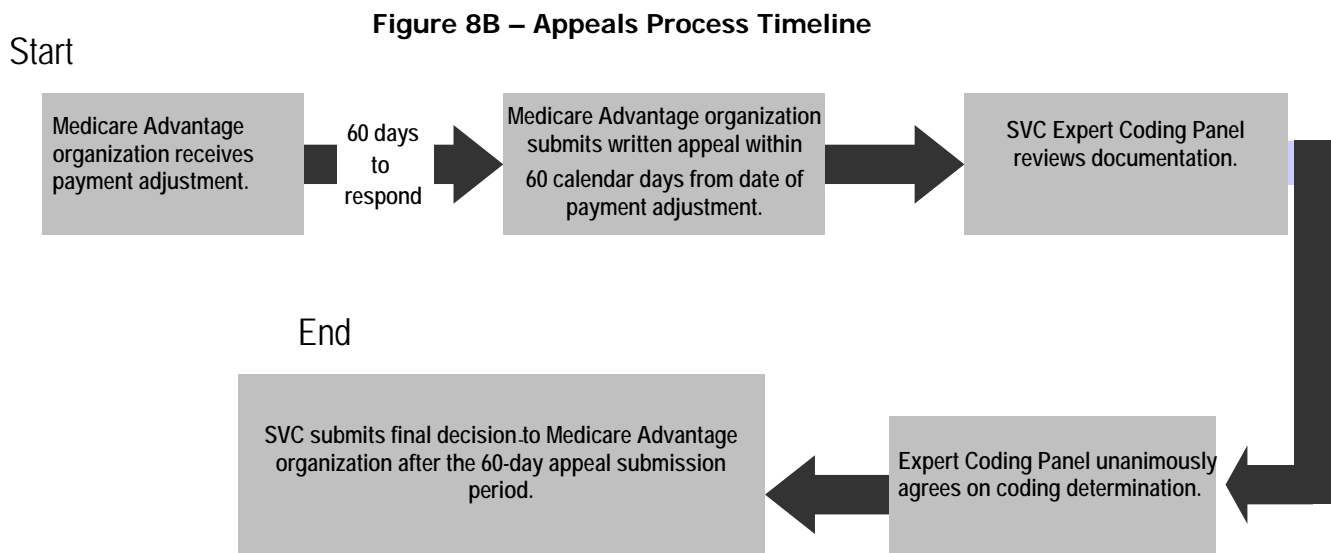 Figure 8B – Appeals Process Timeline
Start
Medicare Advantage
organization receives
payment adjustment.
60 days
to
respond
Medicare Advantage organization
submits written appeal within
60 calendar days from date of
payment adjustment.
SVC Expert Coding Panel
reviews documentation.
End
SVC submits final decision to Medicare Advantage
organization after the 60-day appeal submission
period.
Expert Coding Panel unanimously
agrees on coding determination.